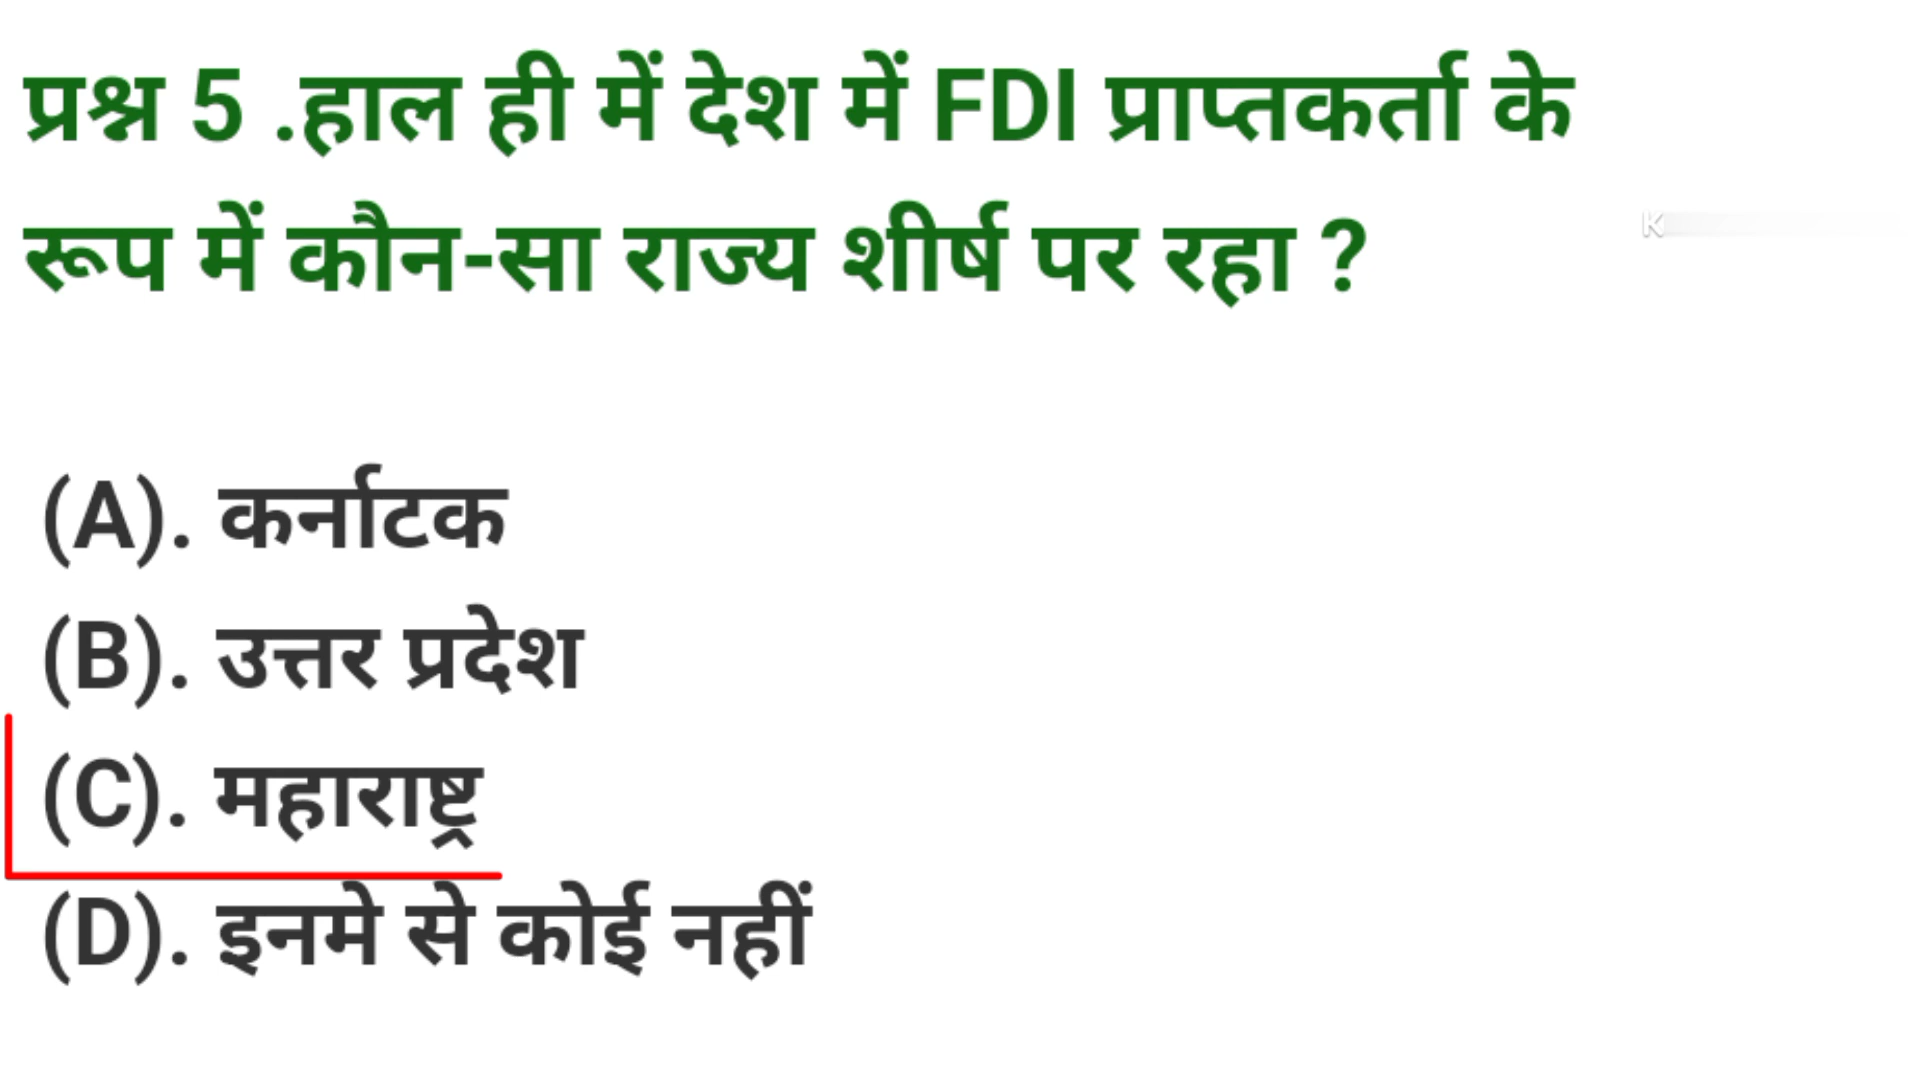 प्रश्न 5 .हाल ही में देश में FDI प्राप्तकर्ता के
रूप में कौन-सा राज्य शीर्ष पर रहा ?
K
(A). कर्नाटक
(B). उत्तर प्रदेश
(C). महाराष्ट्र
(D). इनमे से कोई नहीं